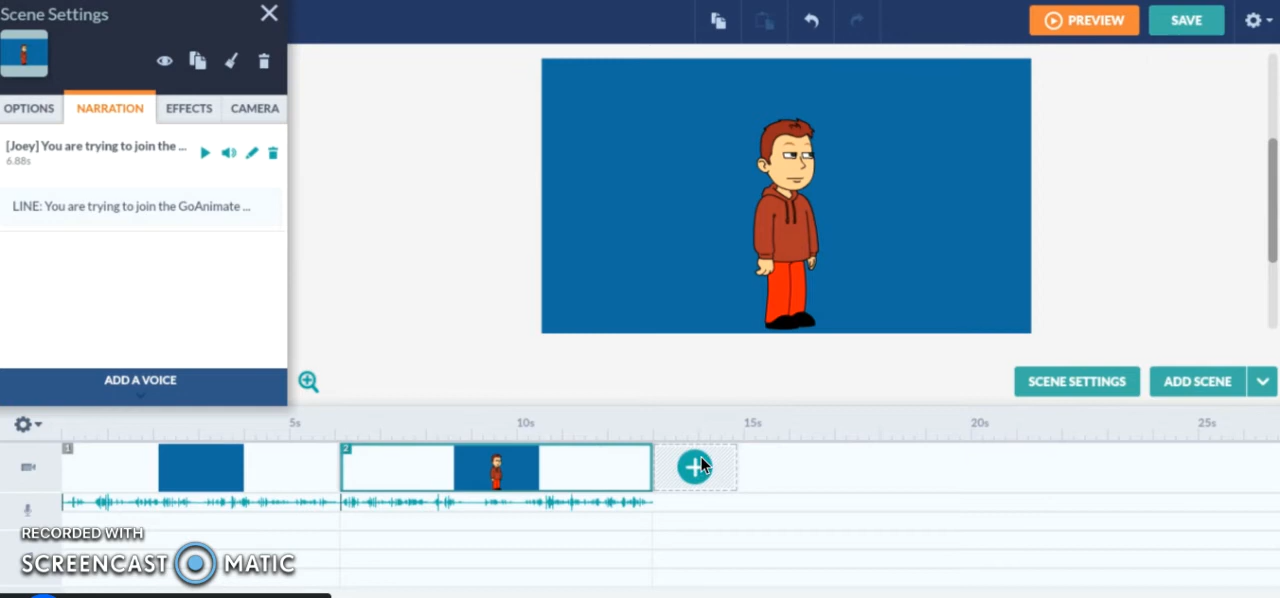 Scene Settings
PREVIEW
SAVE
OPTIONS
NARRATION
EFFECTS
CAMERA
[Joey] You are trying to join the ...
6.88s
LINE: You are trying to join the GoAnimate ...
ADD A VOICE
SCENE SETTINGS
ADD SCENE
5s
10s
15s
20s
25s
1
2
RECORDED WITH
SCREENCAST MATIC